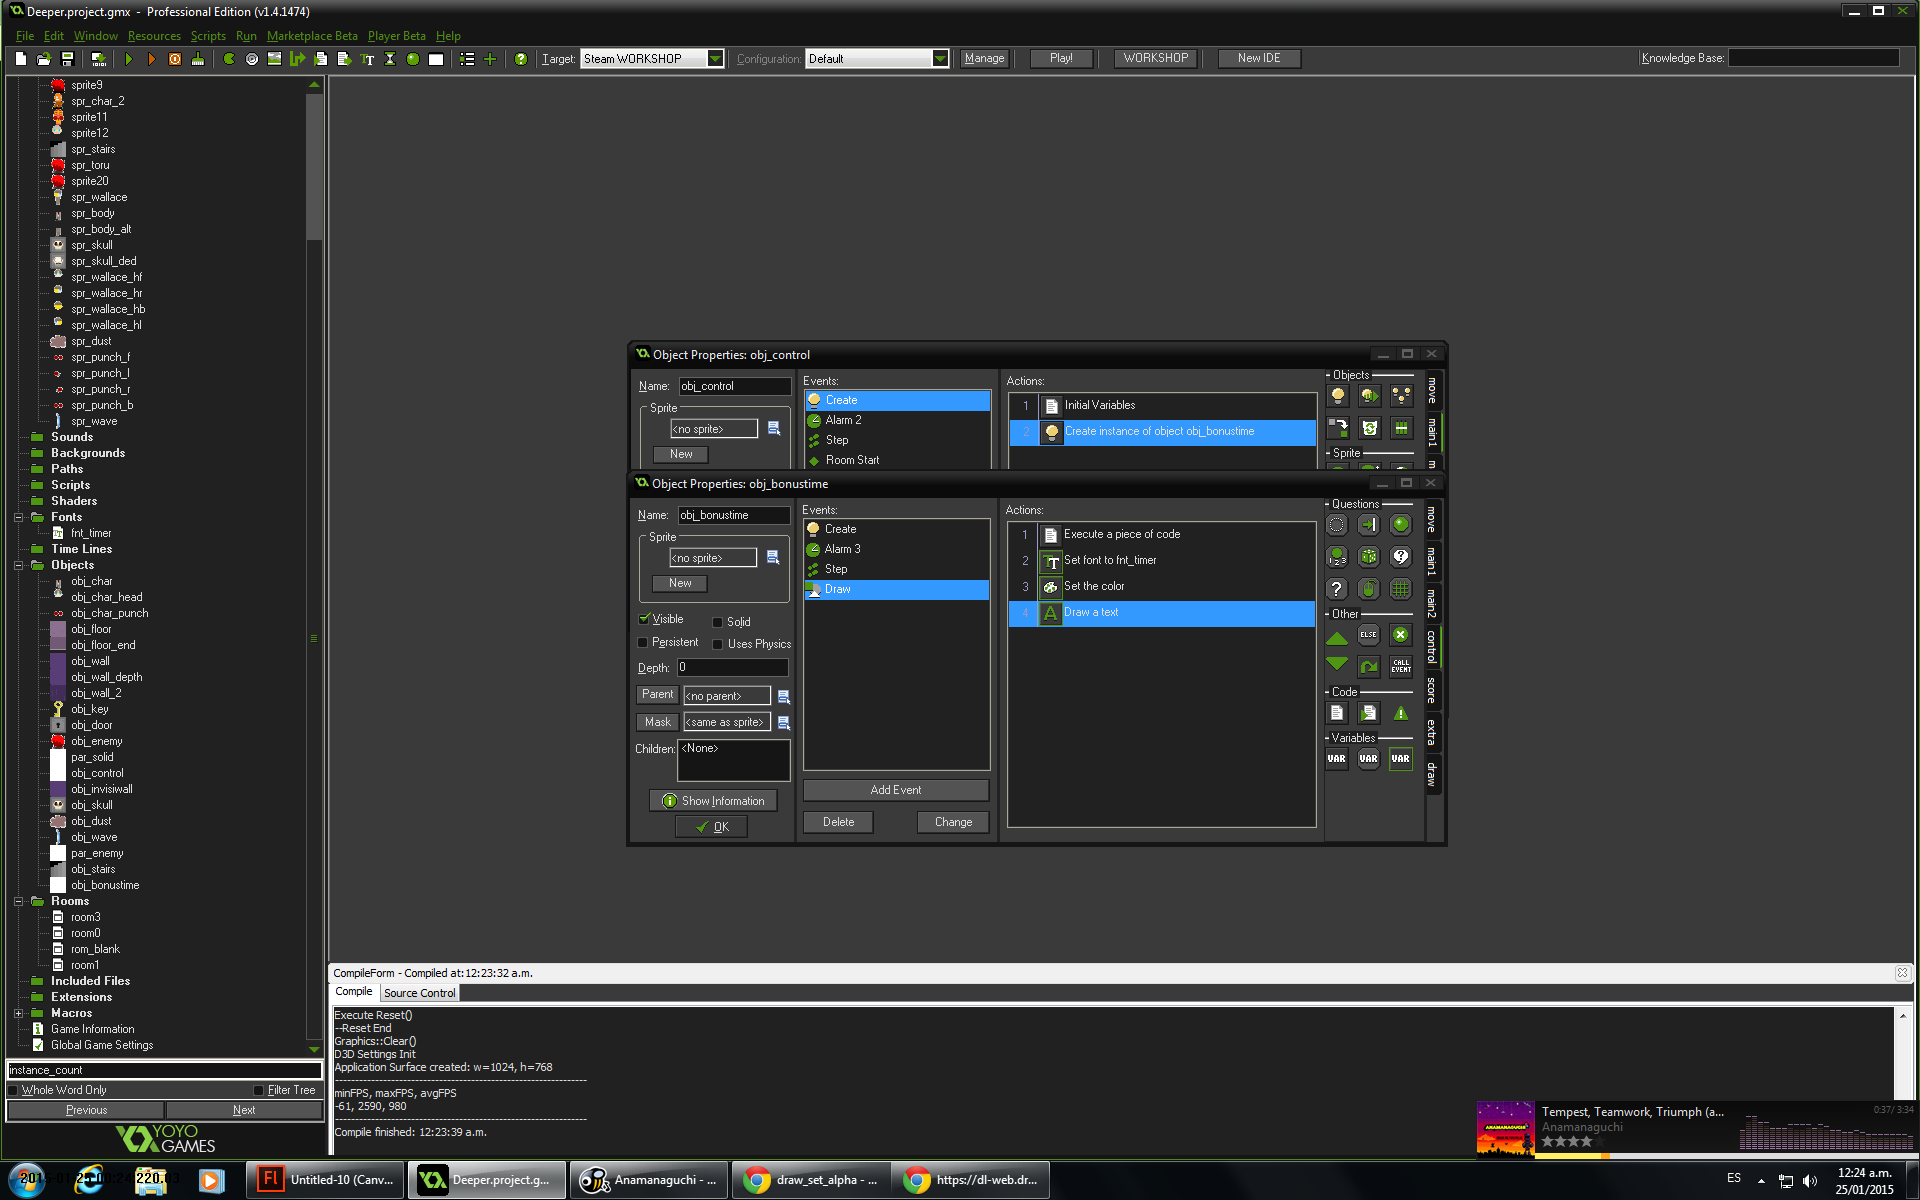 Deeper.project.gmx - Professional Edition (v1.4.1474)
File Edit Window Resources Scripts Run Marketplace Beta Player Beta Help
Target: Steam WORKSHOP Configuration: Default Manage Play! WORKSHOP New IDE Knowledge Base:
sprite9
spr_char_2
sprite11
sprite12
spr_stairs
spr_toru
sprite20
spr_wallace
spr_body
spr_body_alt
spr_skull
spr_skull_ded
spr_wallace_hf
spr_wallace_hr
spr_wallace_hb
spr_wallace_hl
spr_dust
spr_punch_f
spr_punch_l
spr_punch_r
spr_punch_b
spr_wave
Sounds
Backgrounds
Paths
Scripts
Shaders
Fonts
fnt_timer
Time Lines
Objects
obj_char
obj_char_head
obj_char_punch
obj_floor
obj_floor_end
obj_wall
obj_wall_depth
obj_wall_2
obj_key
obj_door
obj_enemy
par_solid
obj_control
obj_invisiwall
obj_skull
obj_dust
obj_wave
par_enemy
obj_stairs
obj_bonustime
Rooms
room3
room0
rom_blank
room1
Included Files
Extensions
Macros
Game Information
Global Game Settings
instance_count
Whole Word Only Filter Tree
Previous Next
YOYO
GAMES
Object Properties: obj_control
Name: obj_control
Sprite
<no sprite>
New
Events:
Create
Alarm 2
Step
Room Start
Actions:
1 Initial Variables
2 Create instance of object obj_bonustime
Objects
Sprite
move
main1
Object Properties: obj_bonustime
Name: obj_bonustime
Sprite
<no sprite>
New
Visible Solid
Persistent Uses Physics
Depth: 0
Parent <no parent>
Mask <same as sprite>
Children: <None>
Show Information
OK
Events:
Create
Alarm 3
Step
Draw
Add Event
Delete Change
Actions:
1 Execute a piece of code
2 Set font to fnt_timer
3 Set the color
4 Draw a text
Questions
Other
ELSE
CALL EVENT
Code
Variables
VAR VAR VAR
move
main1
main2
control
score
extra
draw
CompileForm - Compiled at: 12:23:32 a.m.
Compile Source Control
Execute Reset()
--Reset End
Graphics::Clear()
D3D Settings Init
Application Surface created: w=1024, h=768
minFPS, maxFPS, avgFPS
-61, 2590, 980
Compile finished: 12:23:39 a.m.
Tempest, Teamwork, Triumph (a... 0:37/ 3:34
Anamanaguchi
ANAMANAGUCHI
Untitled-10 (Canv...
Deeper.project.g...
Anamanaguchi - ...
draw_set_alpha - ...
https://dl-web.dr...
ES
12:24 a.m.
25/01/2015